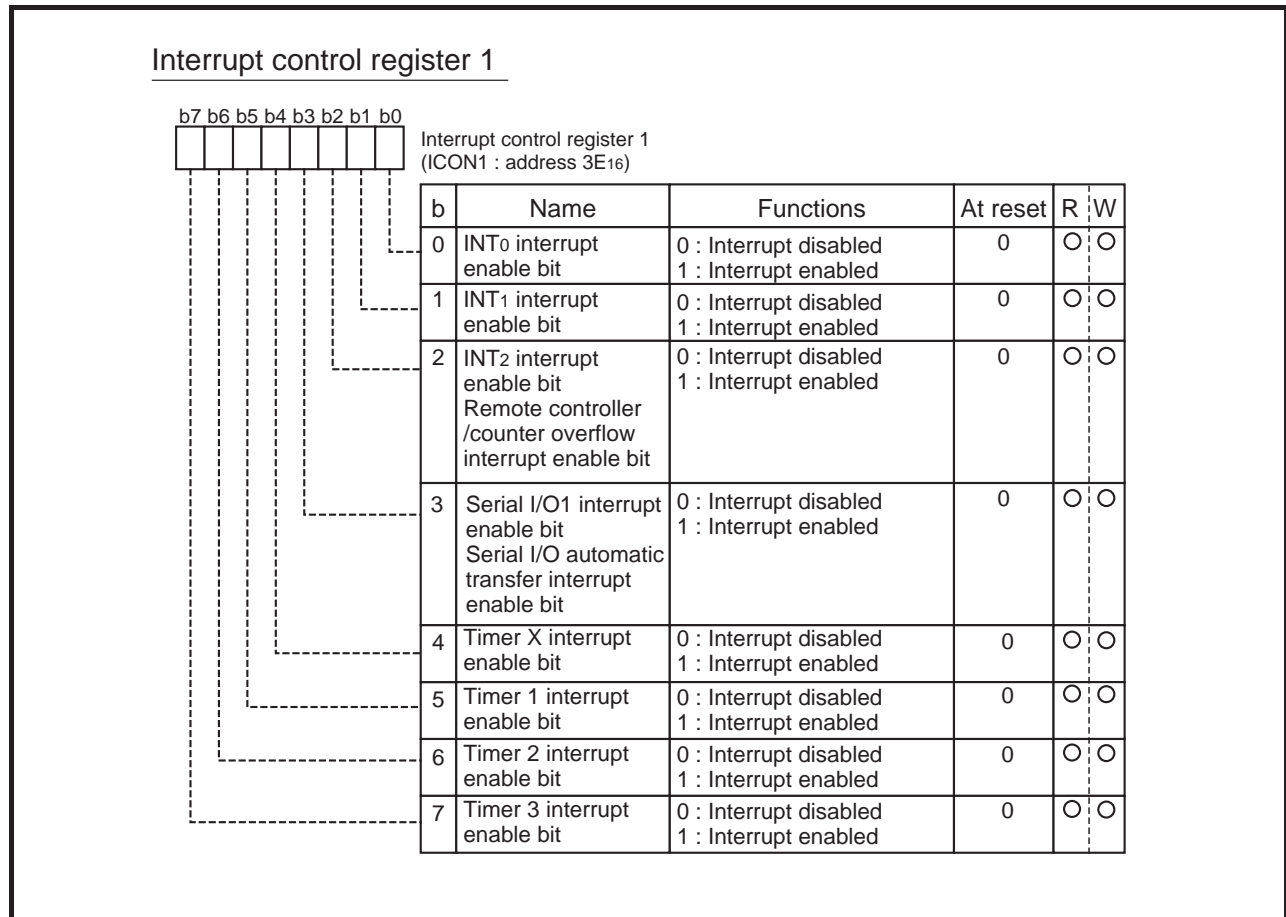 Interrupt control register 1
b7 b6 b5 b4 b3 b2 b1 b0
Interrupt control register 1
(ICON1 : address 3E16)
b Name Functions At reset R W
0 INT0 interrupt enable bit 0 : Interrupt disabled 1 : Interrupt enabled 0 O O
1 INT1 interrupt enable bit 0 : Interrupt disabled 1 : Interrupt enabled 0 O O
2 INT2 interrupt enable bit Remote controller /counter overflow interrupt enable bit 0 : Interrupt disabled 1 : Interrupt enabled 0 O O
3 Serial I/O1 interrupt enable bit Serial I/O automatic transfer interrupt enable bit 0 : Interrupt disabled 1 : Interrupt enabled 0 O O
4 Timer X interrupt enable bit 0 : Interrupt disabled 1 : Interrupt enabled 0 O O
5 Timer 1 interrupt enable bit 0 : Interrupt disabled 1 : Interrupt enabled 0 O O
6 Timer 2 interrupt enable bit 0 : Interrupt disabled 1 : Interrupt enabled 0 O O
7 Timer 3 interrupt enable bit 0 : Interrupt disabled 1 : Interrupt enabled 0 O O